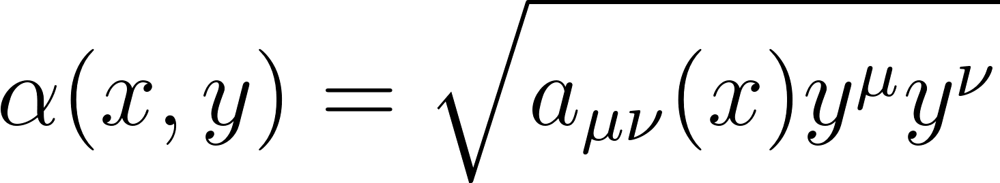 α(x, y) = √(a_{μν}(x)y^μ y^ν)